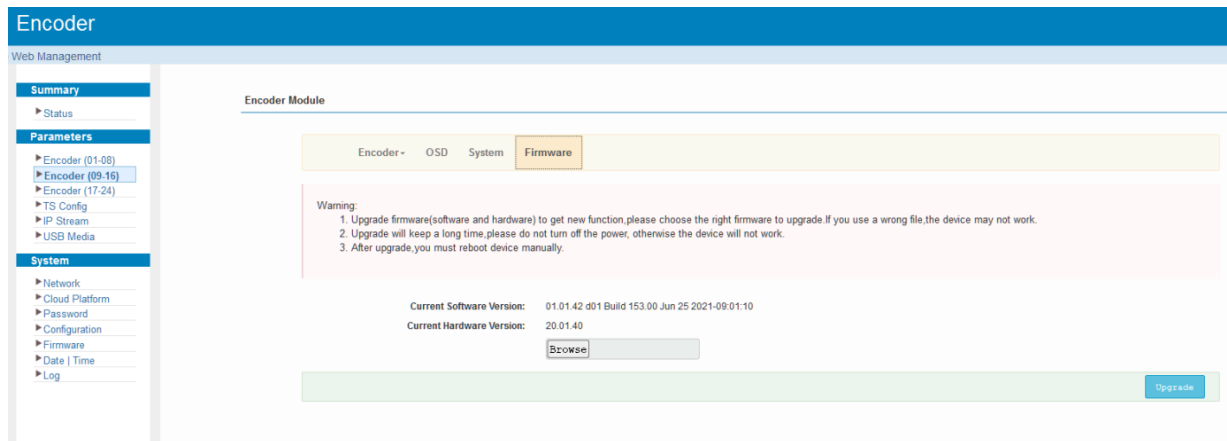 Encoder
Web Management
Summary
Status
Parameters
Encoder (01-08)
Encoder (09-16)
Encoder (17-24)
TS Config
IP Stream
USB Media
System
Network
Cloud Platform
Password
Configuration
Firmware
Date | Time
Log
Encoder Module
Encoder OSD System Firmware
Warning:
1. Upgrade firmware(software and hardware) to get new function,please choose the right firmware to upgrade.If you use a wrong file,the device may not work.
2. Upgrade will keep a long time,please do not turn off the power, otherwise the device will not work.
3. After upgrade,you must reboot device manually.
Current Software Version: 01.01.42 d01 Build 153.00 Jun 25 2021-09:01:10
Current Hardware Version: 20.01.40
Browse
Upgrade